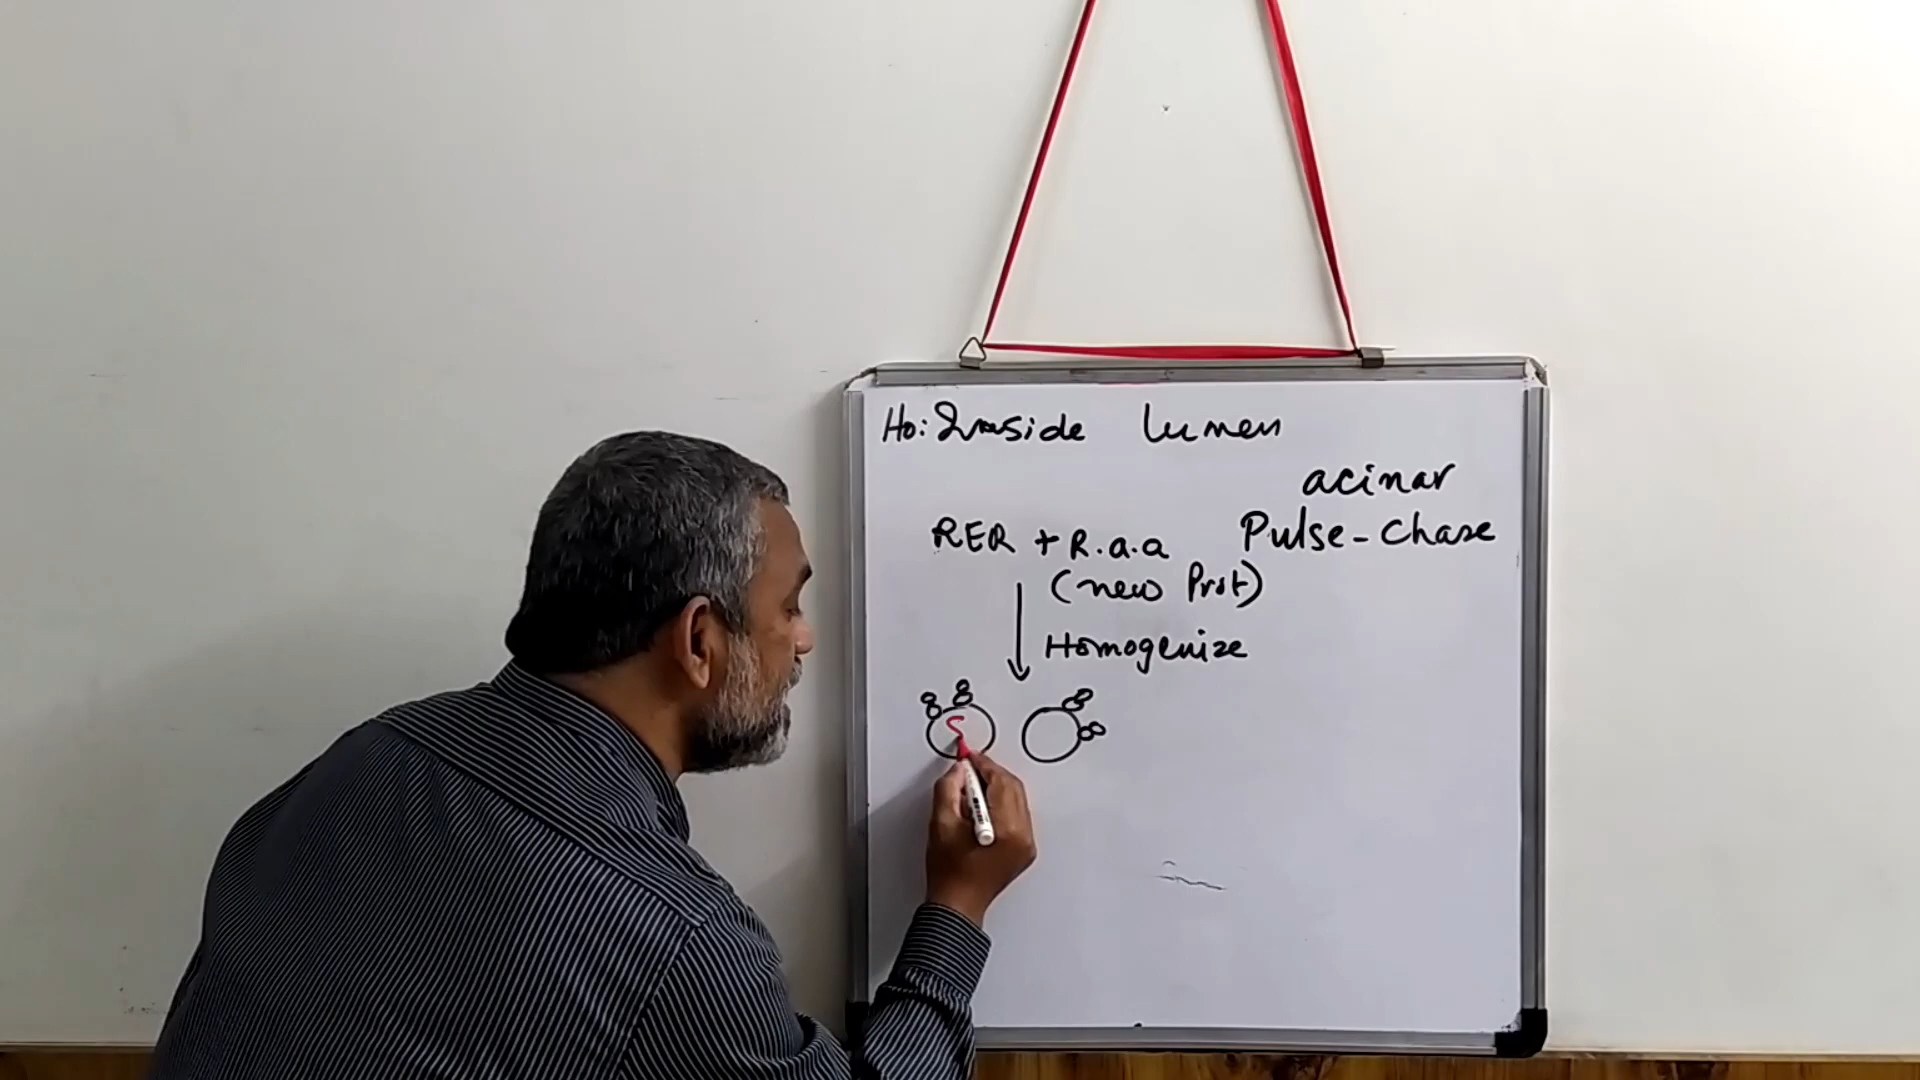 Ho: Inside lumen
acinar
Pulse-Chase
RER + R.a.a
(new Prot)
Homogenize